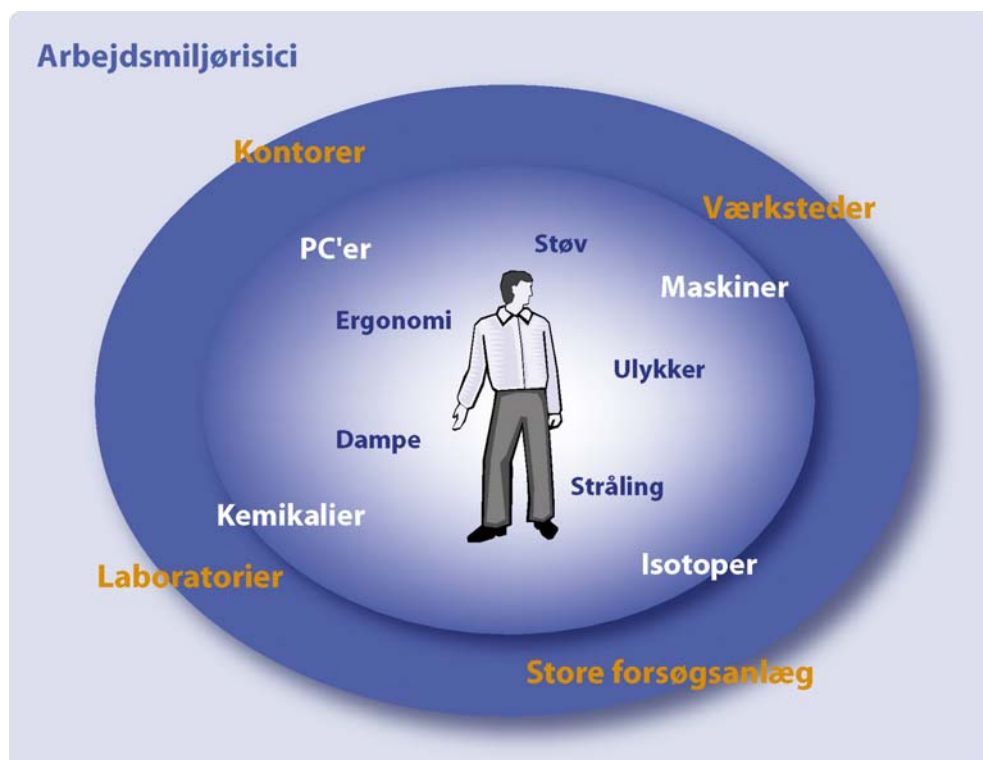 Arbejdsmiljørisici
Kontorer
Værksteder
PC'er
Støv
Maskiner
Ergonomi
Ulykker
Dampe
Stråling
Kemikalier
Isotoper
Laboratorier
Store forsøgsanlæg